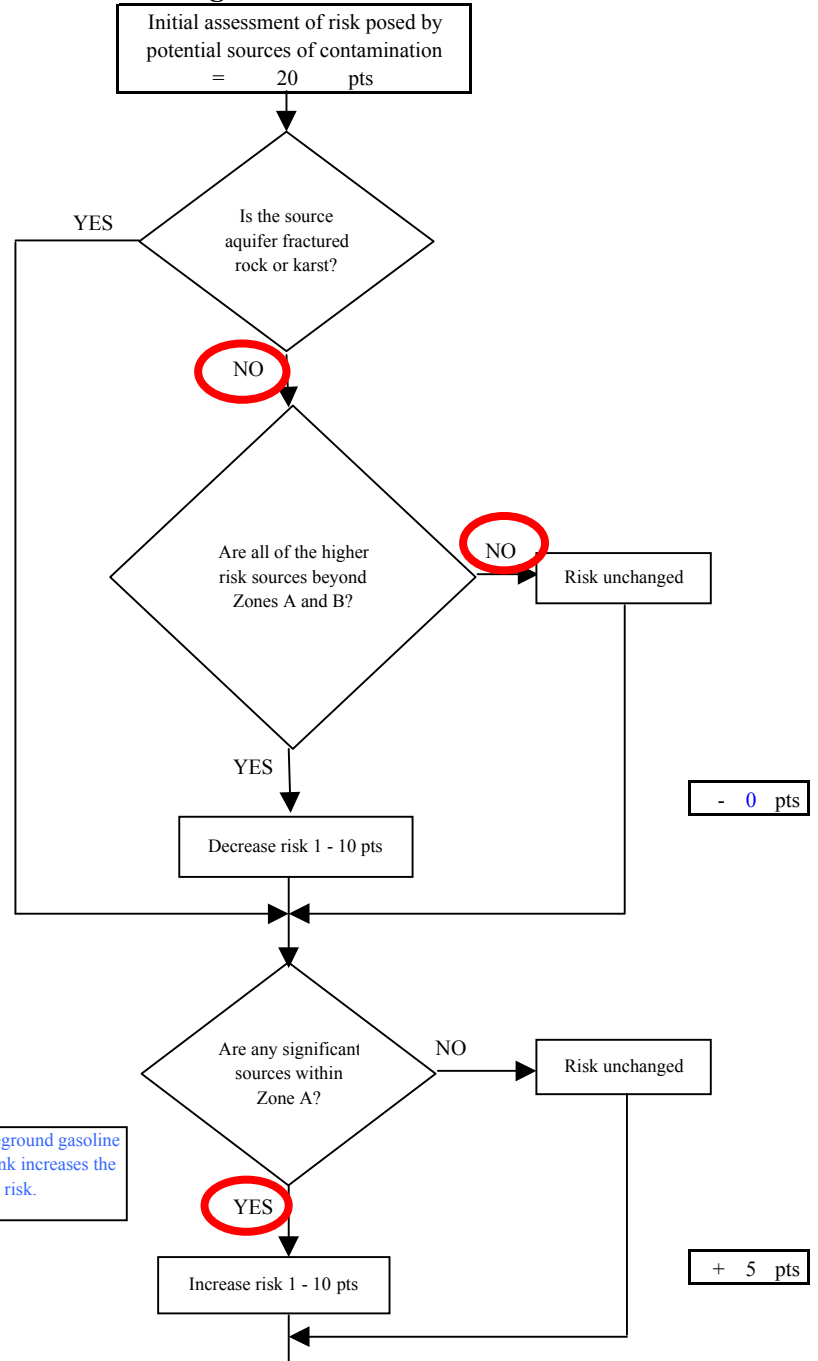 Initial assessment of risk posed by
potential sources of contamination
= 20 pts
YES
Is the source
aquifer fractured
rock or karst?
NO
Are all of the higher
risk sources beyond
Zones A and B?
NO
Risk unchanged
YES
- 0 pts
Decrease risk 1 - 10 pts
Are any significant
sources within
Zone A?
NO
Risk unchanged
eground gasoline
nk increases the
risk.
YES
+ 5 pts
Increase risk 1 - 10 pts